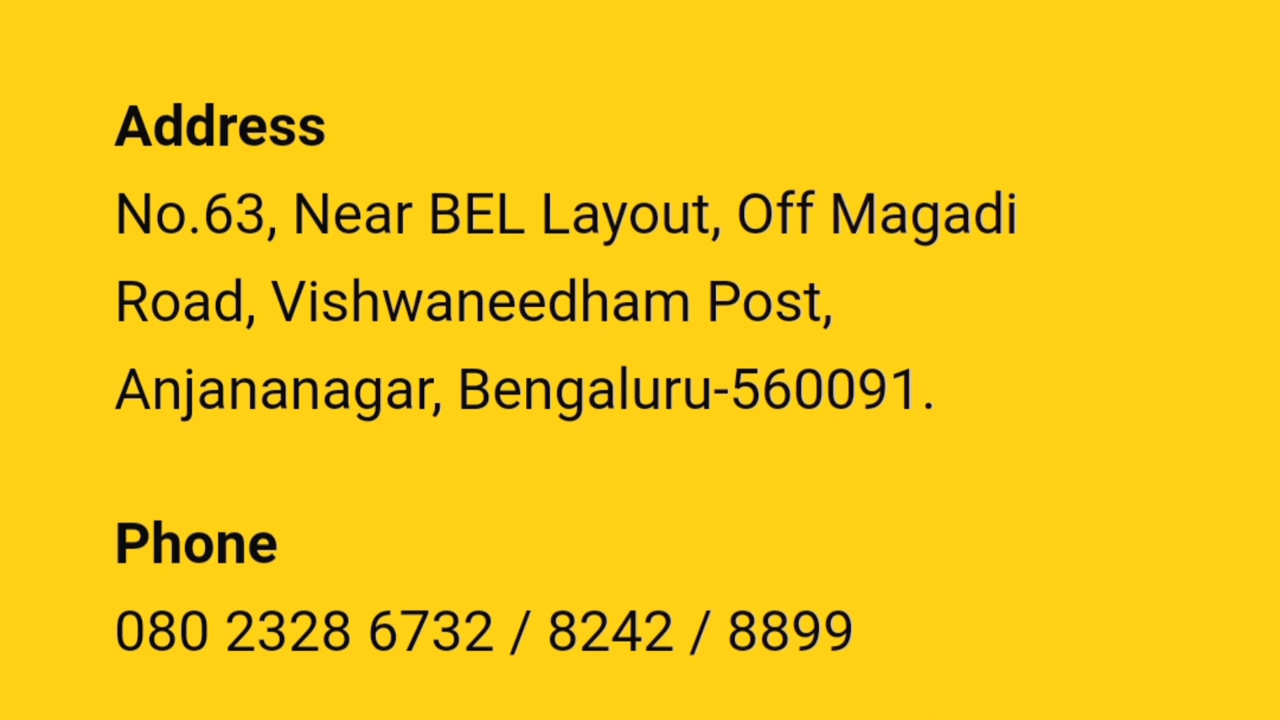 Address
No.63, Near BEL Layout, Off Magadi
Road, Vishwaneedham Post,
Anjananagar, Bengaluru-560091.
Phone
080 2328 6732 / 8242 / 8899